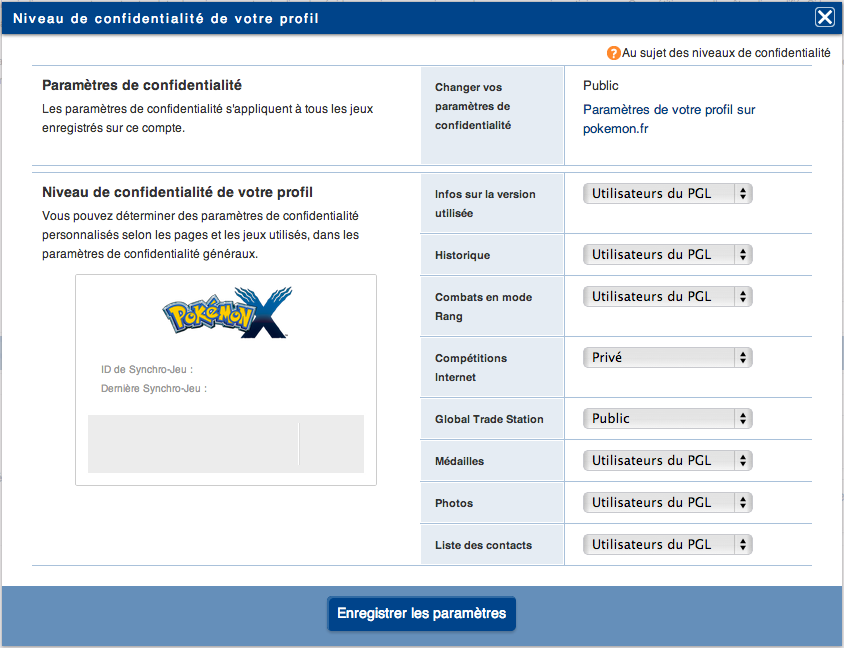 Niveau de confidentialité de votre profil
Au sujet des niveaux de confidentialité
Paramètres de confidentialité
Les paramètres de confidentialité s'appliquent à tous les jeux
enregistrés sur ce compte.
Changer vos
paramètres de
confidentialité
Public
Paramètres de votre profil sur
pokemon.fr
Niveau de confidentialité de votre profil
Vous pouvez déterminer des paramètres de confidentialité
personnalisés selon les pages et les jeux utilisés, dans les
paramètres de confidentialité généraux.
POKéMON X
ID de Synchro-Jeu :
Dernière Synchro-Jeu :
Infos sur la version
utilisée
Utilisateurs du PGL
Historique
Utilisateurs du PGL
Combats en mode
Rang
Utilisateurs du PGL
Compétitions
Internet
Privé
Global Trade Station
Public
Médailles
Utilisateurs du PGL
Photos
Utilisateurs du PGL
Liste des contacts
Utilisateurs du PGL
Enregistrer les paramètres